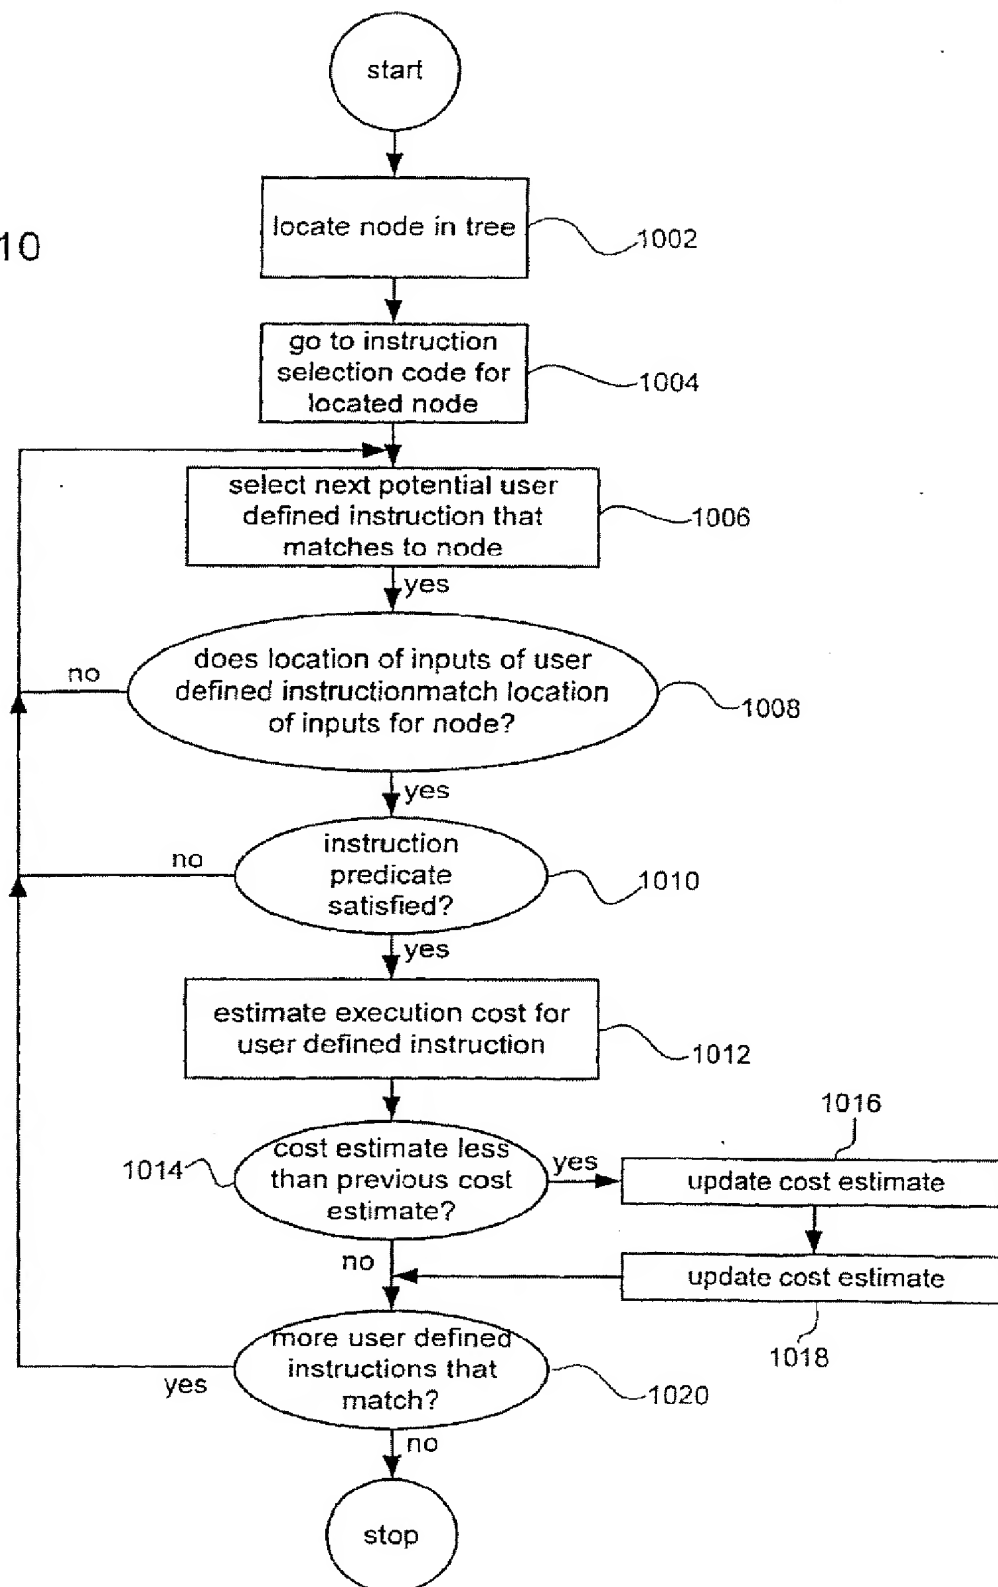 start
10
locate node in tree
1002
go to instruction
selection code for
located node
1004
select next potential user
defined instruction that
matches to node
1006
yes
does location of inputs of user
defined instructionmatch location
of inputs for node?
no
1008
yes
instruction
predicate
satisfied?
no
1010
yes
estimate execution cost for
user defined instruction
1012
cost estimate less
than previous cost
estimate?
1014
yes
1016
update cost estimate
no
update cost estimate
1018
more user defined
instructions that
match?
yes
1020
no
stop